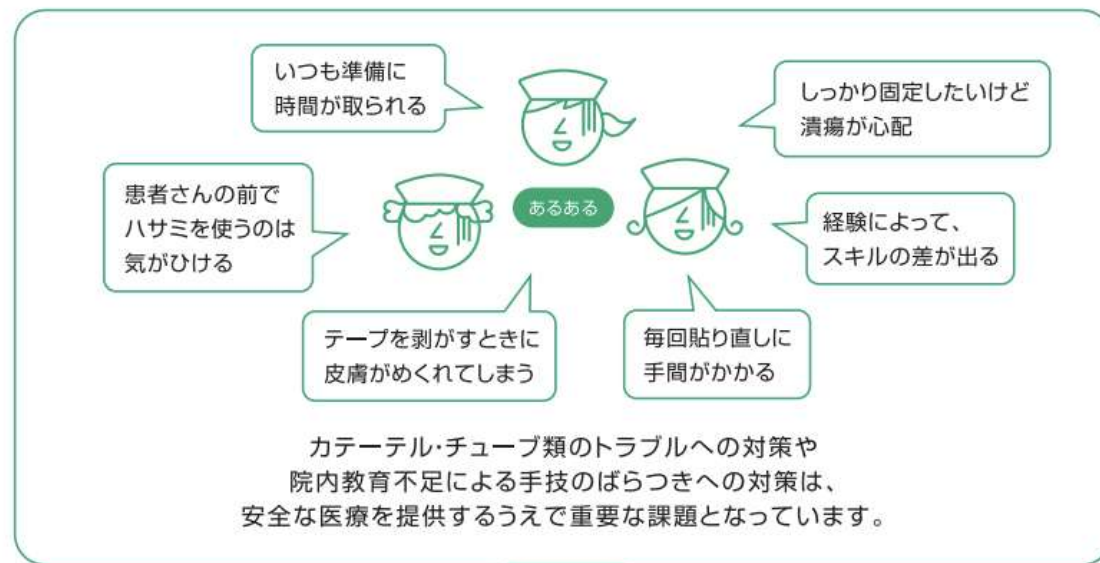 いつも準備に
時間が取られる
しっかり固定したいけど
潰瘍が心配
患者さんの前で
ハサミを使うのは
気がひける
あるある
経験によって、
スキルの差が出る
テープを剥がすときに
皮膚がめくれてしまう
毎回貼り直しに
手間がかかる
カテーテル・チューブ類のトラブルへの対策や
院内教育不足による手技のばらつきへの対策は、
安全な医療を提供するうえで重要な課題となっています。